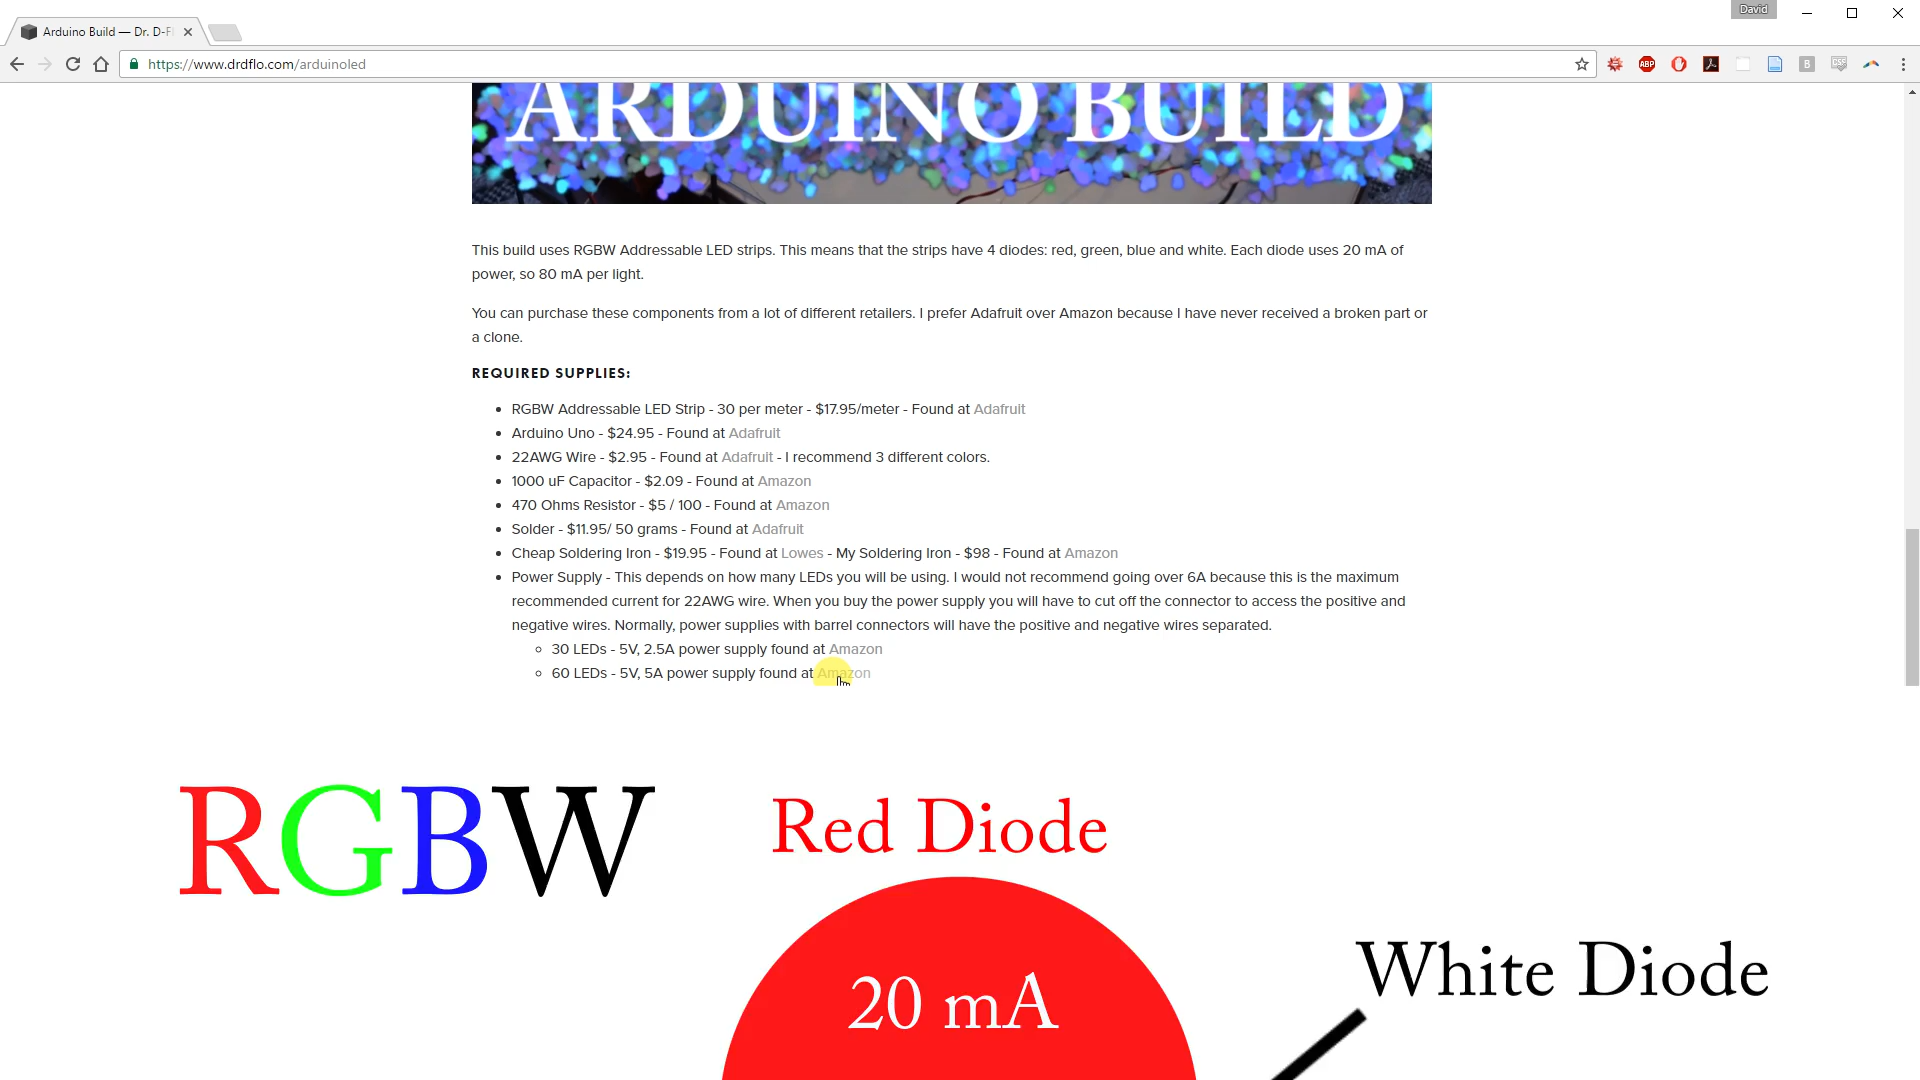 David
Arduino Build — Dr. D-F
https://www.drdflo.com/arduinoled
ABP
B
CSS
ARDUINO BUILD
This build uses RGBW Addressable LED strips. This means that the strips have 4 diodes: red, green, blue and white. Each diode uses 20 mA of
power, so 80 mA per light.
You can purchase these components from a lot of different retailers. I prefer Adafruit over Amazon because I have never received a broken part or
a clone.
REQUIRED SUPPLIES:
RGBW Addressable LED Strip - 30 per meter - $17.95/meter - Found at Adafruit
Arduino Uno - $24.95 - Found at Adafruit
22AWG Wire - $2.95 - Found at Adafruit - I recommend 3 different colors.
1000 uF Capacitor - $2.09 - Found at Amazon
470 Ohms Resistor - $5 / 100 - Found at Amazon
Solder - $11.95/ 50 grams - Found at Adafruit
Cheap Soldering Iron - $19.95 - Found at Lowes - My Soldering Iron - $98 - Found at Amazon
Power Supply - This depends on how many LEDs you will be using. I would not recommend going over 6A because this is the maximum
recommended current for 22AWG wire. When you buy the power supply you will have to cut off the connector to access the positive and
negative wires. Normally, power supplies with barrel connectors will have the positive and negative wires separated.
30 LEDs - 5V, 2.5A power supply found at Amazon
60 LEDs - 5V, 5A power supply found at Amazon
RGBW
Red Diode
White Diode
20 mA